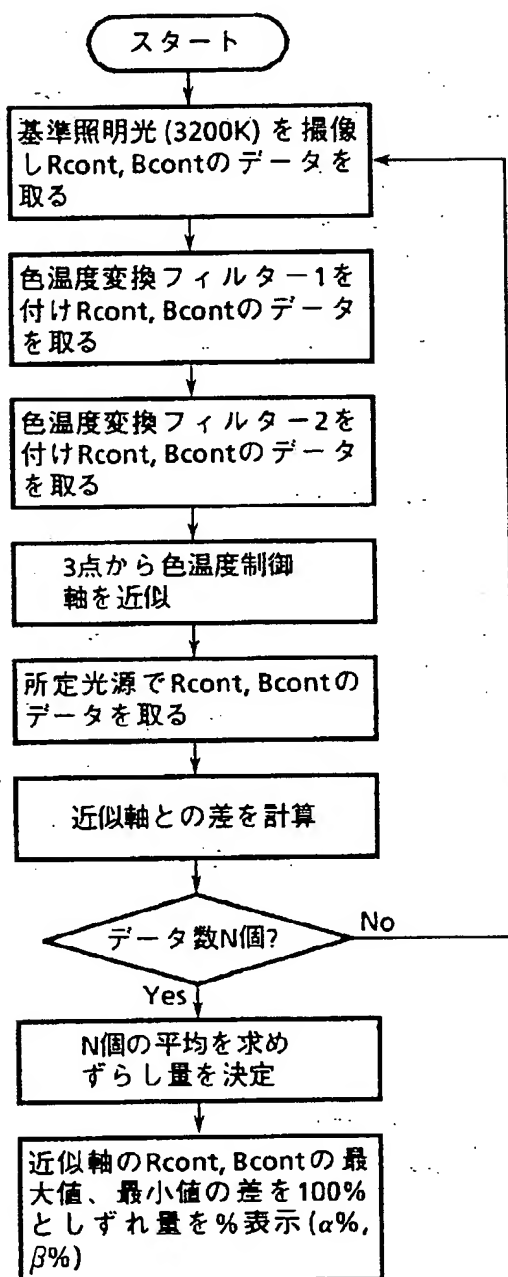 スタート
基準照明光(3200K)を撮像
しRcont, Bcontのデータを
取る
色温度変換フィルター1を
付けRcont, Bcontのデータ
を取る
色温度変換フィルター2を
付けRcont, Bcontのデータ
を取る
3点から色温度制御
軸を近似
所定光源でRcont, Bcontの
データを取る
近似軸との差を計算
データ数N個?
No
Yes
N個の平均を求め
ずらし量を決定
近似軸のRcont, Bcontの最
大値、最小値の差を100%
としずれ量を%表示(α%,
β%)